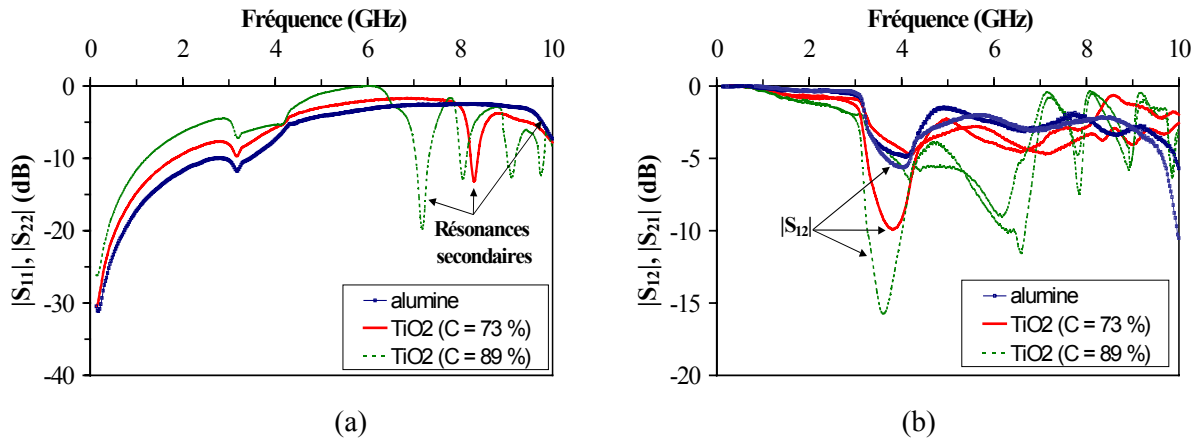 Fréquence (GHz)
0 2 4 6 8 10
0
-10
-20
-30
-40
|S11|, |S22| (dB)
Résonances
secondaires
alumine
TiO2 (C = 73 %)
TiO2 (C = 89 %)
(a)
Fréquence (GHz)
0 2 4 6 8 10
0
-5
-10
-15
-20
|S12|, |S21| (dB)
|S12|
alumine
TiO2 (C = 73 %)
TiO2 (C = 89 %)
(b)